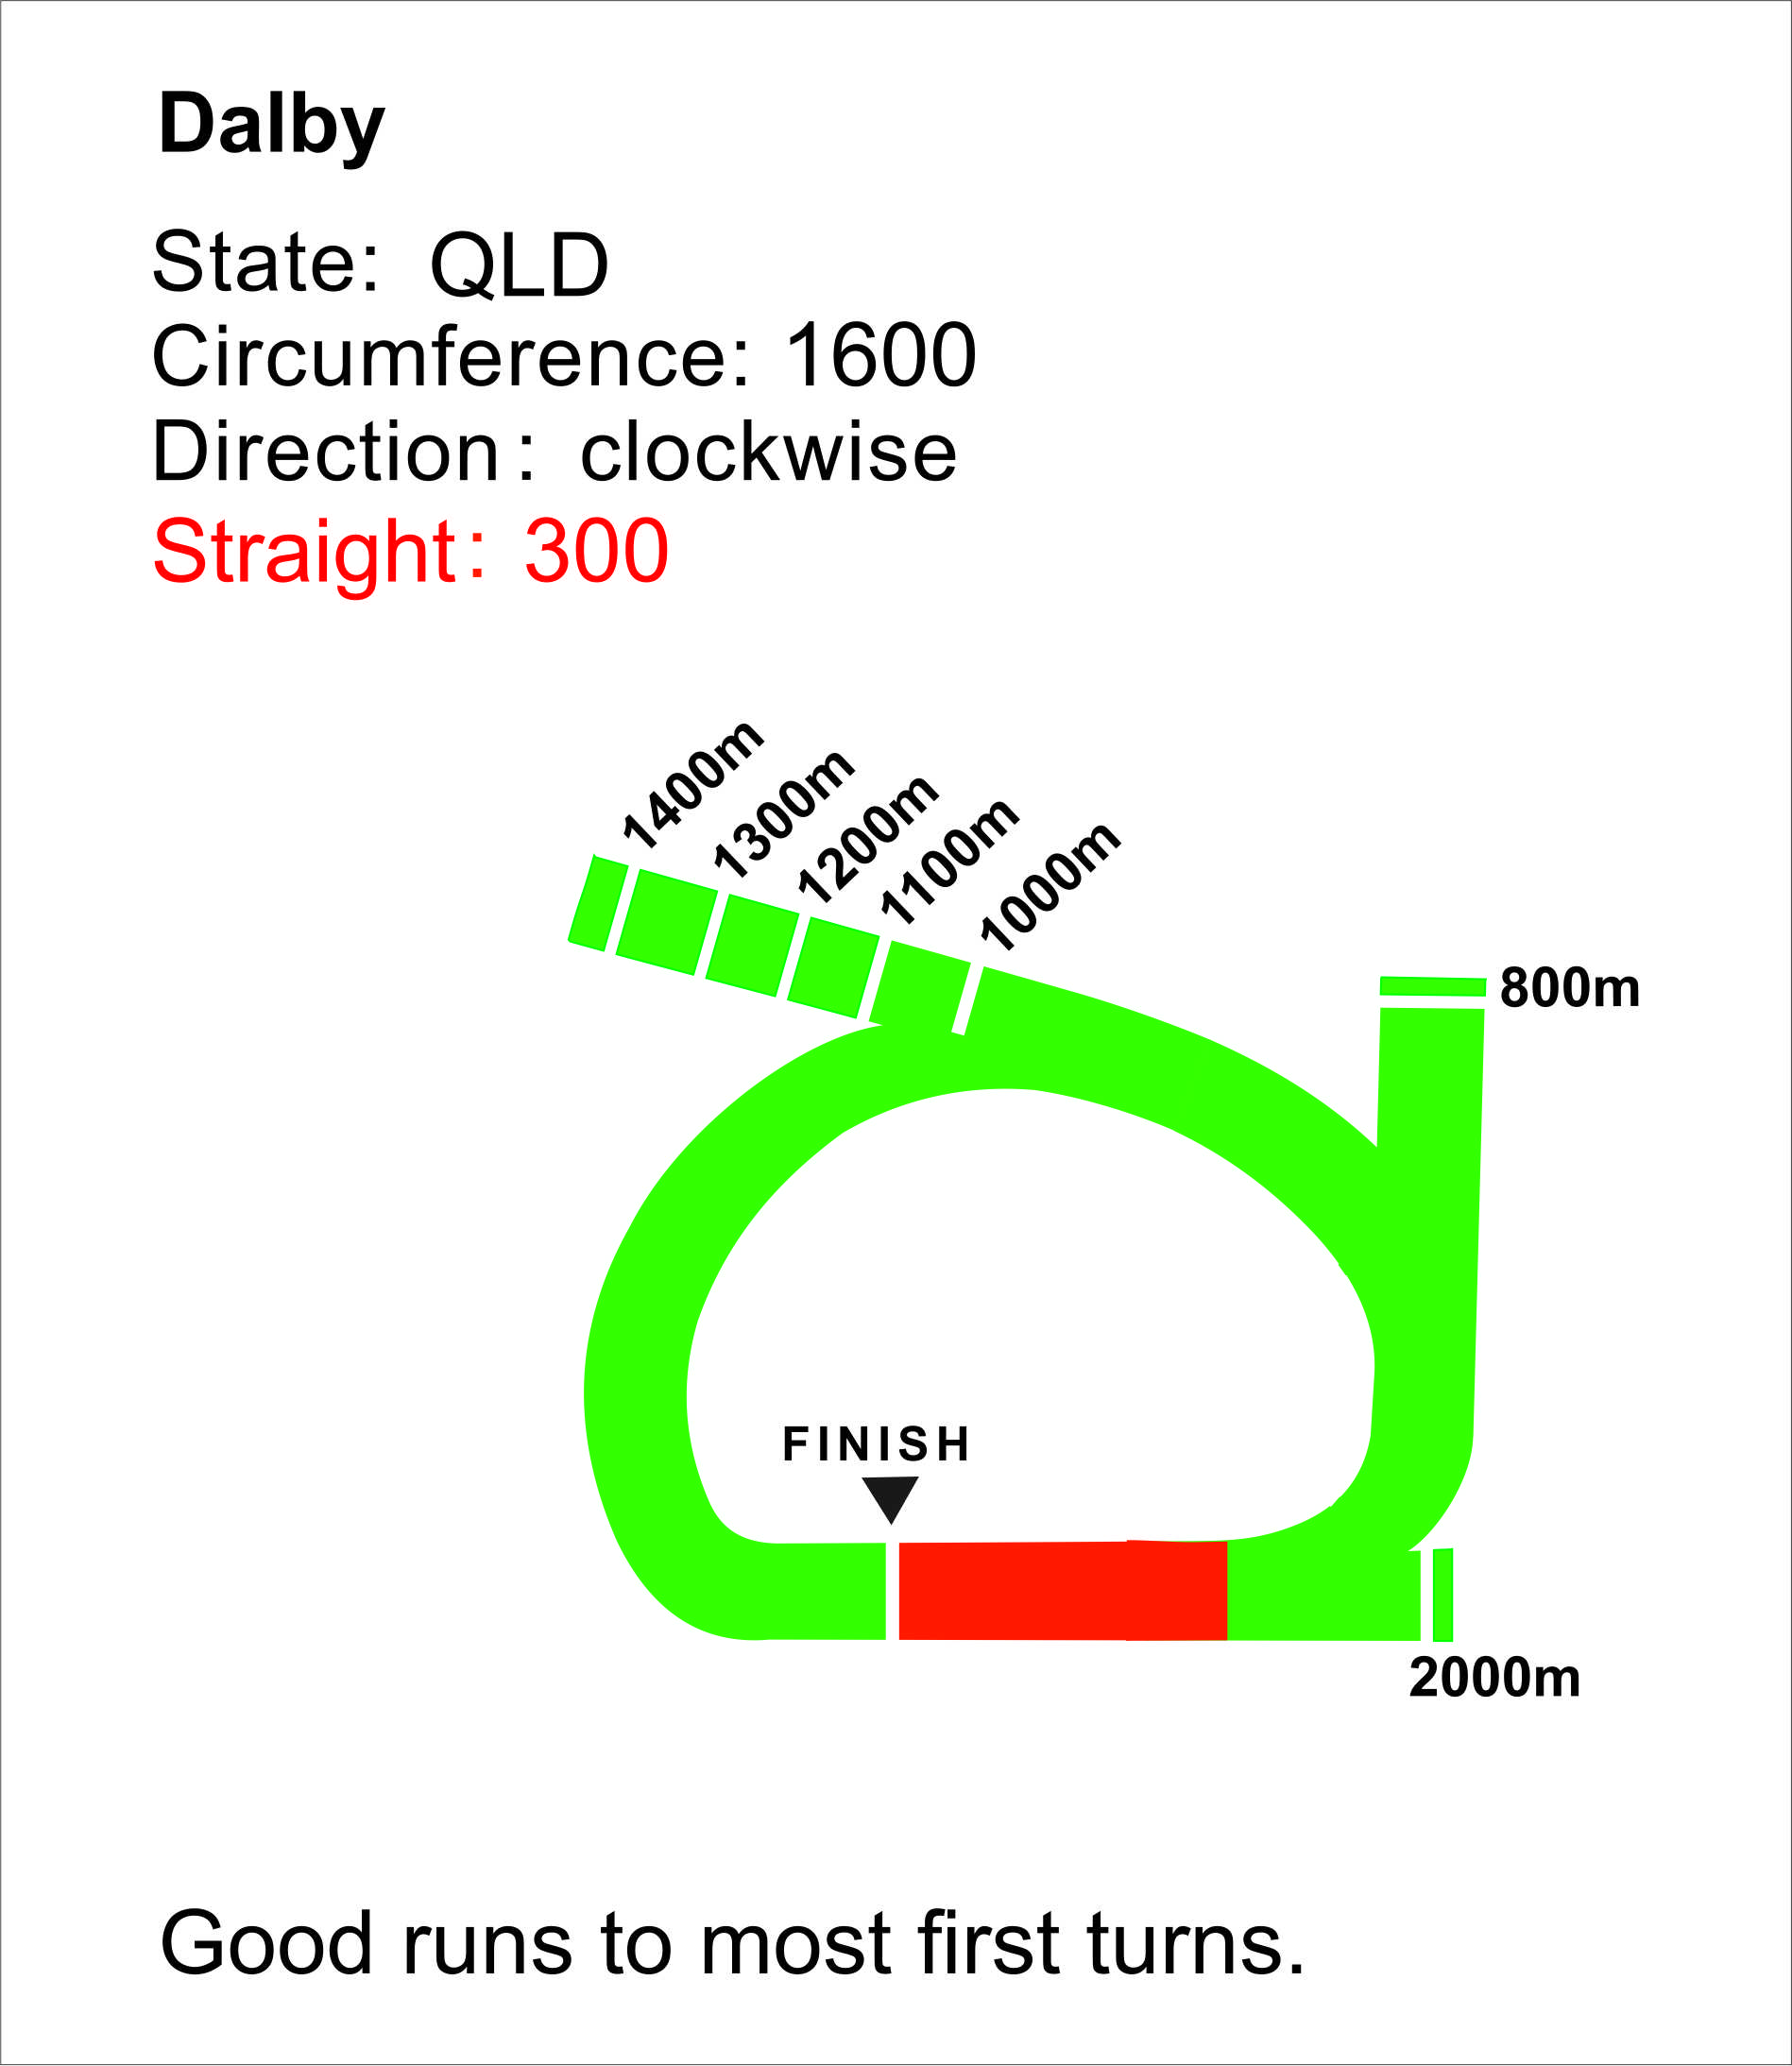 Dalby
State: QLD
Circumference: 1600
Direction: clockwise
Straight: 300
1400m
1300m
1200m
1100m
1000m
800m
FINISH
2000m
Good runs to most first turns.